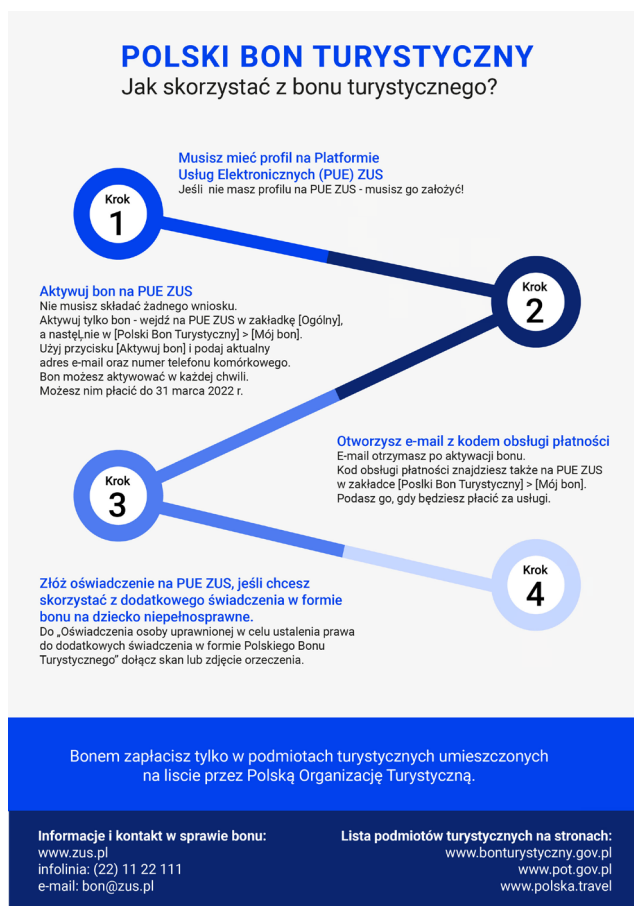 POLSKI BON TURYSTYCZNY
Jak skorzystać z bonu turystycznego?
Musisz mieć profil na Platformie
Usług Elektronicznych (PUE) ZUS
Jeśli nie masz profilu na PUE ZUS - musisz go założyć!
Krok
1
Aktywuj bon na PUE ZUS
Nie musisz składać żadnego wniosku.
Aktywuj tylko bon - wejdź na PUE ZUS w zakładkę [Ogólny],
a nastęl,nie w [Polski Bon Turystyczny] > [Mój bon].
Użyj przycisku [Aktywuj bon] i podaj aktualny
adres e-mail oraz numer telefonu komórkowego.
Bon możesz aktywować w każdej chwili.
Możesz nim płacić do 31 marca 2022 r.
Krok
2
Otworzysz e-mail z kodem obsługi płatności
E-mail otrzymasz po aktywacji bonu.
Kod obsługi płatności znajdziesz także na PUE ZUS
w zakładce [Poslki Bon Turystyczny] > [Mój bon].
Podasz go, gdy będziesz płacić za usługi.
Krok
3
Złóż oświadczenie na PUE ZUS, jeśli chcesz
skorzystać z dodatkowego świadczenia w formie
bonu na dziecko niepełnosprawne.
Do „Oświadczenia osoby uprawnionej w celu ustalenia prawa
do dodatkowych świadczenia w formie Polskiego Bonu
Turystycznego” dołącz skan lub zdjęcie orzeczenia.
Krok
4
Bonem zapłacisz tylko w podmiotach turystycznych umieszczonych
na liscie przez Polską Organizację Turystyczną.
Informacje i kontakt w sprawie bonu:
www.zus.pl
infolinia: (22) 11 22 111
e-mail: bon@zus.pl
Lista podmiotów turystycznych na stronach:
www.bonturystyczny.gov.pl
www.pot.gov.pl
www.polska.travel